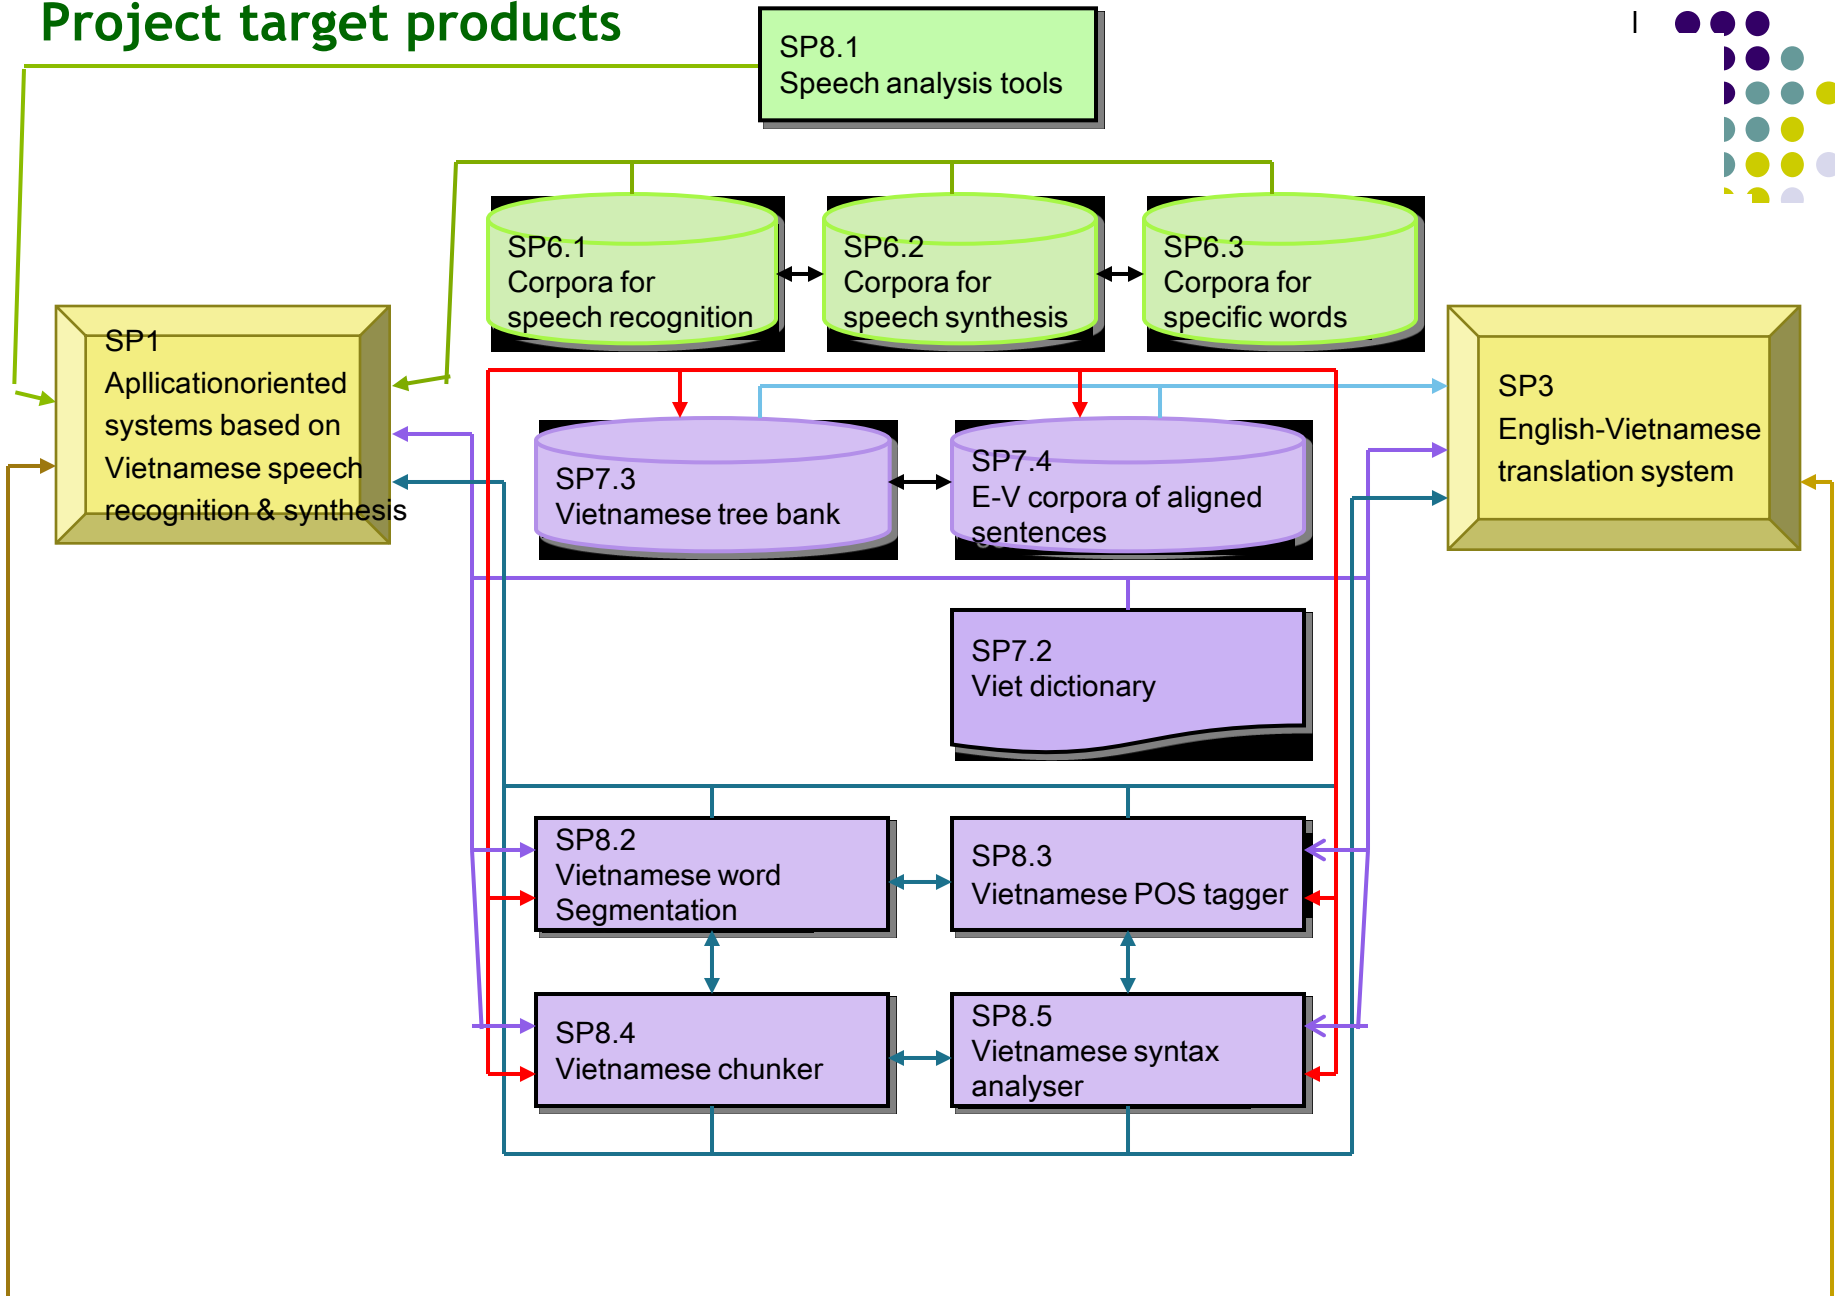 Project target products
SP8.1
Speech analysis tools
SP6.1
Corpora for
speech recognition
SP6.2
Corpora for
speech synthesis
SP6.3
Corpora for
specific words
SP1
Apllicationoriented
systems based on
Vietnamese speech
recognition & synthesis
SP3
English-Vietnamese
translation system
SP7.3
Vietnamese tree bank
SP7.4
E-V corpora of aligned
sentences
SP7.2
Viet dictionary
SP8.2
Vietnamese word
Segmentation
SP8.3
Vietnamese POS tagger
SP8.4
Vietnamese chunker
SP8.5
Vietnamese syntax
analyser